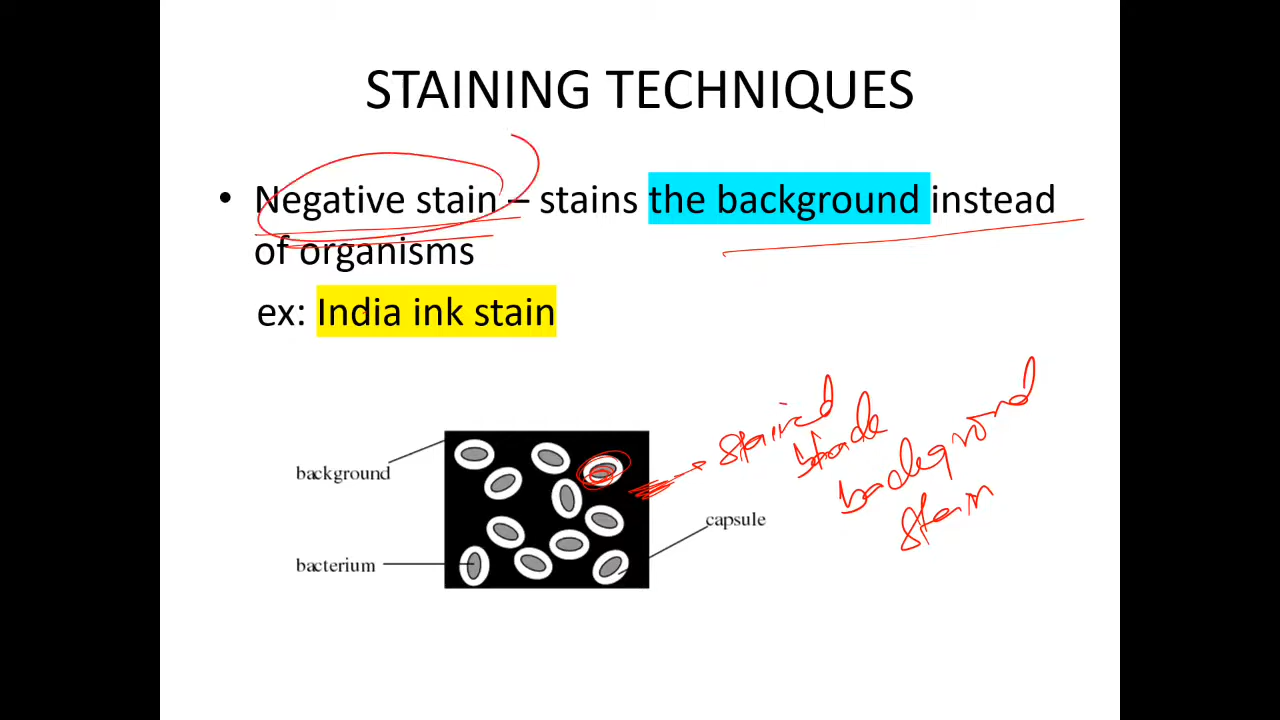 STAINING TECHNIQUES
• Negative stain – stains the background instead
of organisms
ex: India ink stain
background
bacterium
capsule
stained
background
stain